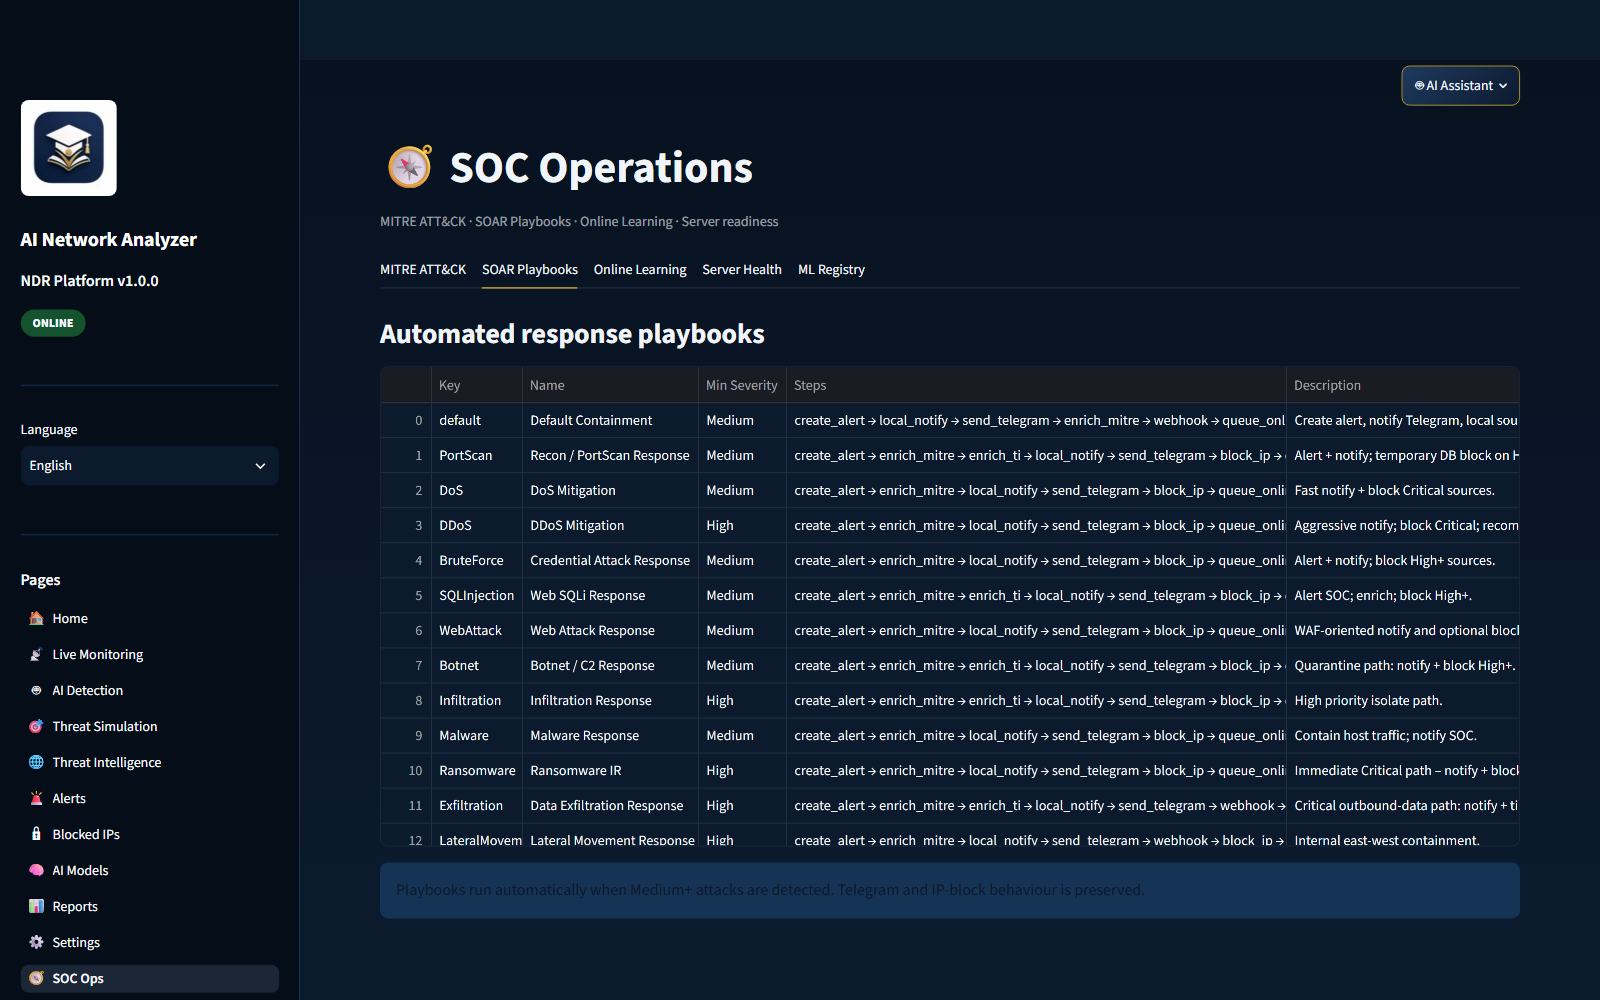 AI Assistant
AI Network Analyzer
NDR Platform v1.0.0
ONLINE
Language
English
Pages
Home
Live Monitoring
AI Detection
Threat Simulation
Threat Intelligence
Alerts
Blocked IPs
AI Models
Reports
Settings
SOC Ops
SOC Operations
MITRE ATT&CK · SOAR Playbooks · Online Learning · Server readiness
MITRE ATT&CK SOAR Playbooks Online Learning Server Health ML Registry
Automated response playbooks
Key Name Min Severity Steps Description
0 default Default Containment Medium create_alert → local_notify → send_telegram → enrich_mitre → webhook → queue_onl Create alert, notify Telegram, local sou
1 PortScan Recon / PortScan Response Medium create_alert → enrich_mitre → enrich_ti → local_notify → send_telegram → block_ip → Alert + notify; temporary DB block on H
2 DoS DoS Mitigation Medium create_alert → enrich_mitre → local_notify → send_telegram → block_ip → queue_onli Fast notify + block Critical sources.
3 DDoS DDoS Mitigation High create_alert → enrich_mitre → local_notify → send_telegram → block_ip → queue_onli Aggressive notify; block Critical; recom
4 BruteForce Credential Attack Response Medium create_alert → enrich_mitre → local_notify → send_telegram → block_ip → queue_onli Alert + notify; block High+ sources.
5 SQLInjection Web SQLi Response Medium create_alert → enrich_mitre → enrich_ti → local_notify → send_telegram → block_ip → Alert SOC; enrich; block High+.
6 WebAttack Web Attack Response Medium create_alert → enrich_mitre → local_notify → send_telegram → block_ip → queue_onli WAF-oriented notify and optional block
7 Botnet Botnet / C2 Response Medium create_alert → enrich_mitre → enrich_ti → local_notify → send_telegram → block_ip → Quarantine path: notify + block High+.
8 Infiltration Infiltration Response High create_alert → enrich_mitre → enrich_ti → local_notify → send_telegram → block_ip → High priority isolate path.
9 Malware Malware Response Medium create_alert → enrich_mitre → local_notify → send_telegram → block_ip → queue_onli Contain host traffic; notify SOC.
10 Ransomware Ransomware IR High create_alert → enrich_mitre → local_notify → send_telegram → block_ip → queue_onli Immediate Critical path – notify + block
11 Exfiltration Data Exfiltration Response High create_alert → enrich_mitre → enrich_ti → local_notify → send_telegram → webhook → Critical outbound-data path: notify + ti
12 LateralMovem Lateral Movement Response High create_alert → enrich_mitre → local_notify → send_telegram → webhook → block_ip → Internal east-west containment.
Playbooks run automatically when Medium+ attacks are detected. Telegram and IP-block behaviour is preserved.